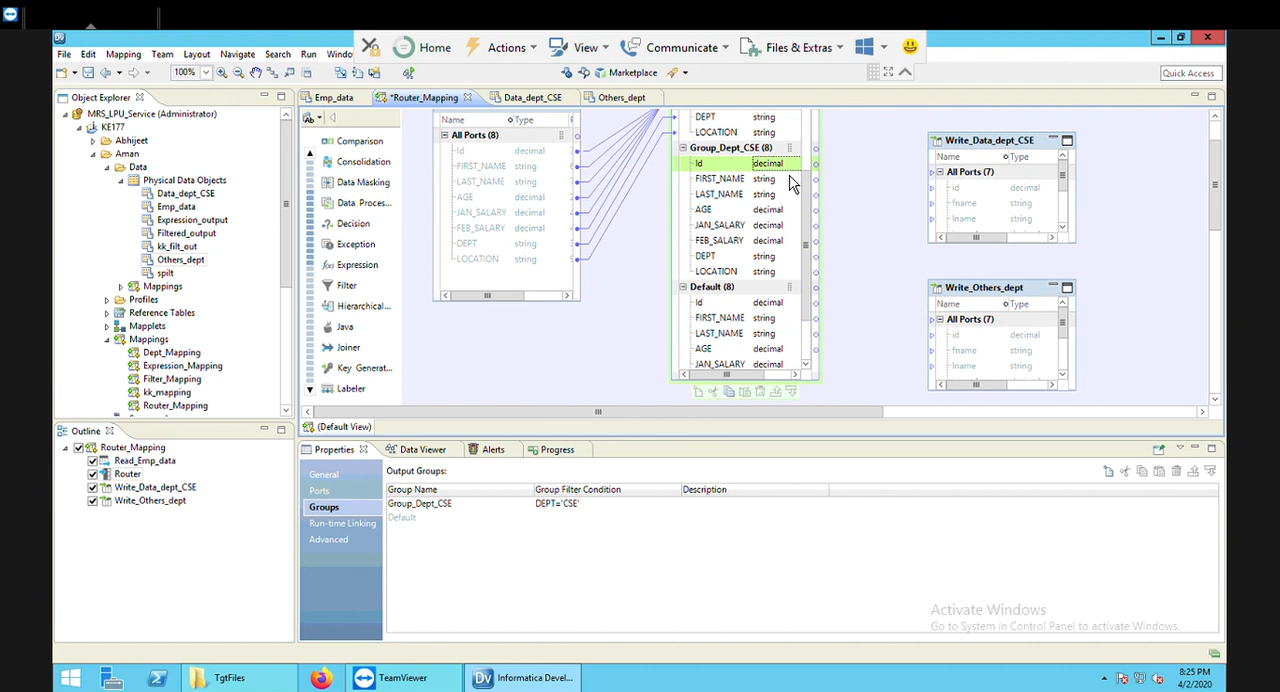 Home Actions View Communicate Files & Extras
File Edit Mapping Team Layout Navigate Search Run Windo
100% Marketplace Quick Access
Object Explorer
MRS_LPU_Service (Administrator)
KE177
Abhijeet
Aman
Data
Physical Data Objects
Data_dept_CSE
Emp_data
Expression_output
Filtered_output
kk_filt_out
Others_dept
spilt
Mappings
Profiles
Reference Tables
Mapplets
Mappings
Dept_Mapping
Expression_Mapping
Filter_Mapping
kk_mapping
Router_Mapping
Outline
Router_Mapping
Read_Emp_data
Router
Write_Data_dept_CSE
Write_Others_dept
Emp_data *Router_Mapping Data_dept_CSE Others_dept
Ab
Comparison
Consolidation
Data Masking
Data Proces...
Decision
Exception
Expression
Filter
Hierarchical...
Java
Joiner
Key Generat...
Labeler
Name Type
All Ports (8)
Id decimal
FIRST_NAME string
LAST_NAME string
AGE decimal
JAN_SALARY decimal
FEB_SALARY decimal
DEPT string
LOCATION string
DEPT string
LOCATION string
Group_Dept_CSE (8)
Id decimal
FIRST_NAME string
LAST_NAME string
AGE decimal
JAN_SALARY decimal
FEB_SALARY decimal
DEPT string
LOCATION string
Default (8)
Id decimal
FIRST_NAME string
LAST_NAME string
AGE decimal
JAN_SALARY decimal
Write_Data_dept_CSE
Name Type
All Ports (7)
id decimal
fname string
lname string
Write_Others_dept
Name Type
All Ports (7)
id decimal
fname string
lname string
(Default View)
Properties Data Viewer Alerts Progress
General
Ports
Groups
Run-time Linking
Advanced
Output Groups:
Group Name Group Filter Condition Description
Group_Dept_CSE DEPT='CSE'
Default
Activate Windows
Go to System in Control Panel to activate Windows.
TgtFiles TeamViewer Dv Informatica Devel...
8:25 PM
4/2/2020